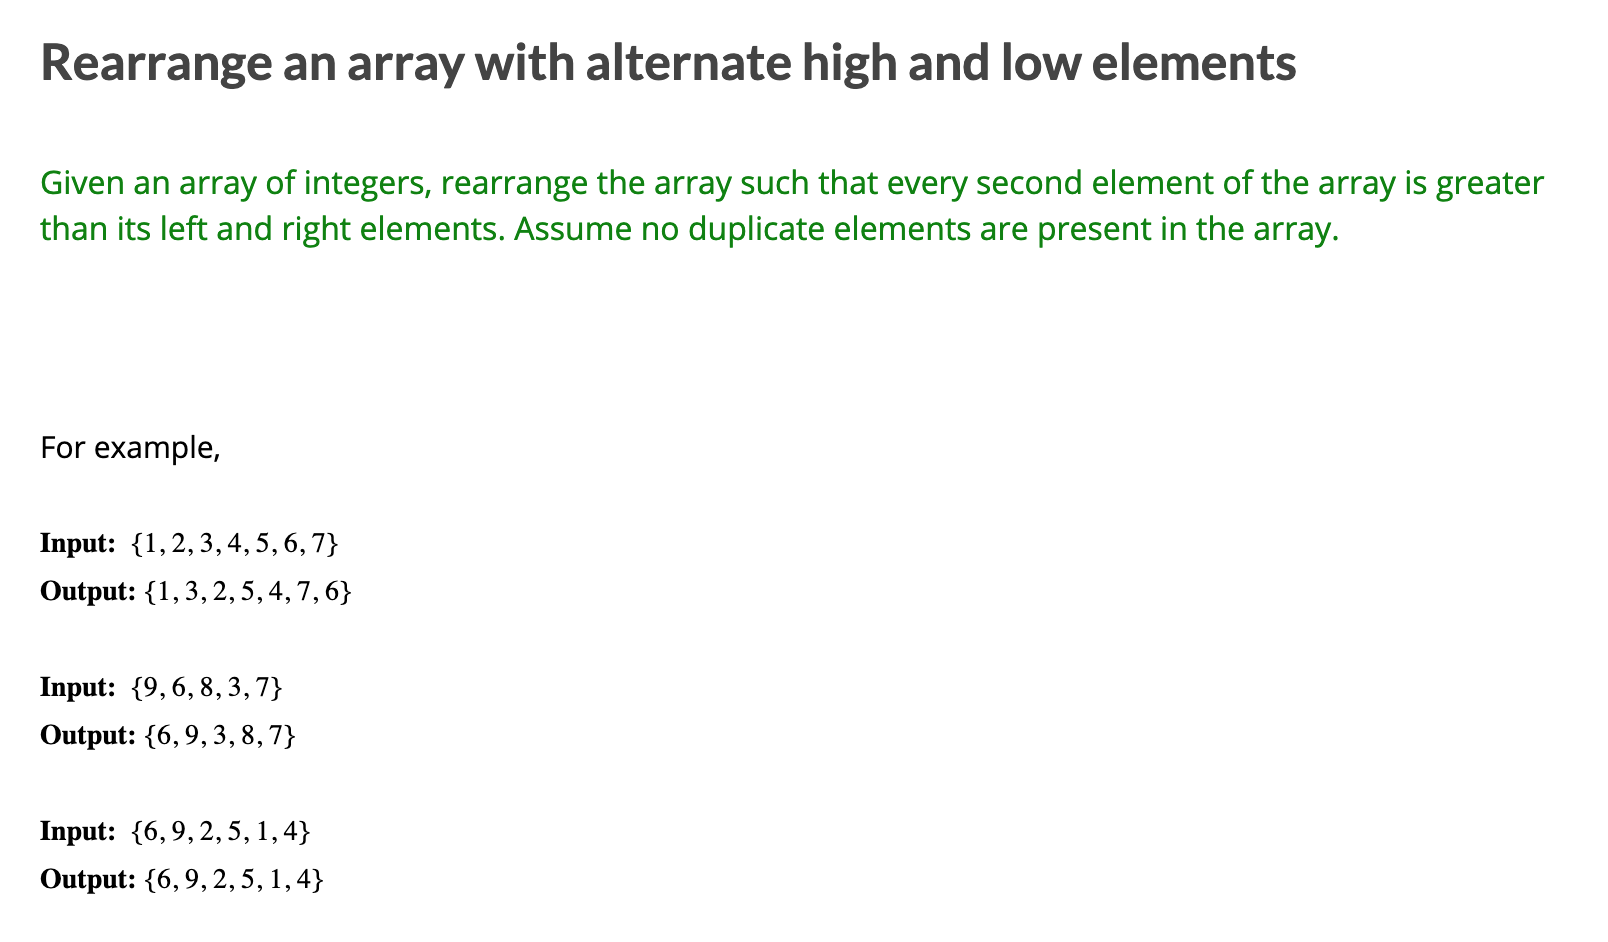 Rearrange an array with alternate high and low elements
Given an array of integers, rearrange the array such that every second element of the array is greater
than its left and right elements. Assume no duplicate elements are present in the array.
For example,
Input: {1, 2, 3, 4, 5, 6, 7}
Output: {1, 3, 2, 5, 4, 7, 6}
Input: {9, 6, 8, 3, 7}
Output: {6, 9, 3, 8, 7}
Input: {6, 9, 2, 5, 1, 4}
Output: {6, 9, 2, 5, 1, 4}